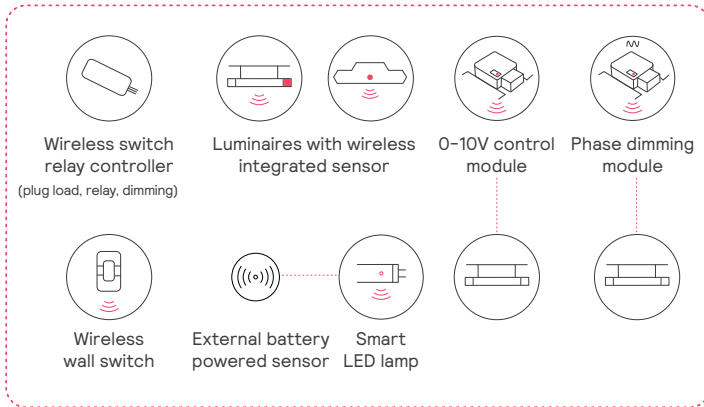 Wireless switch
relay controller
(plug load, relay, dimming)
Luminaires with wireless
integrated sensor
0-10V control
module
Phase dimming
module
Wireless
wall switch
External battery
powered sensor
Smart
LED lamp